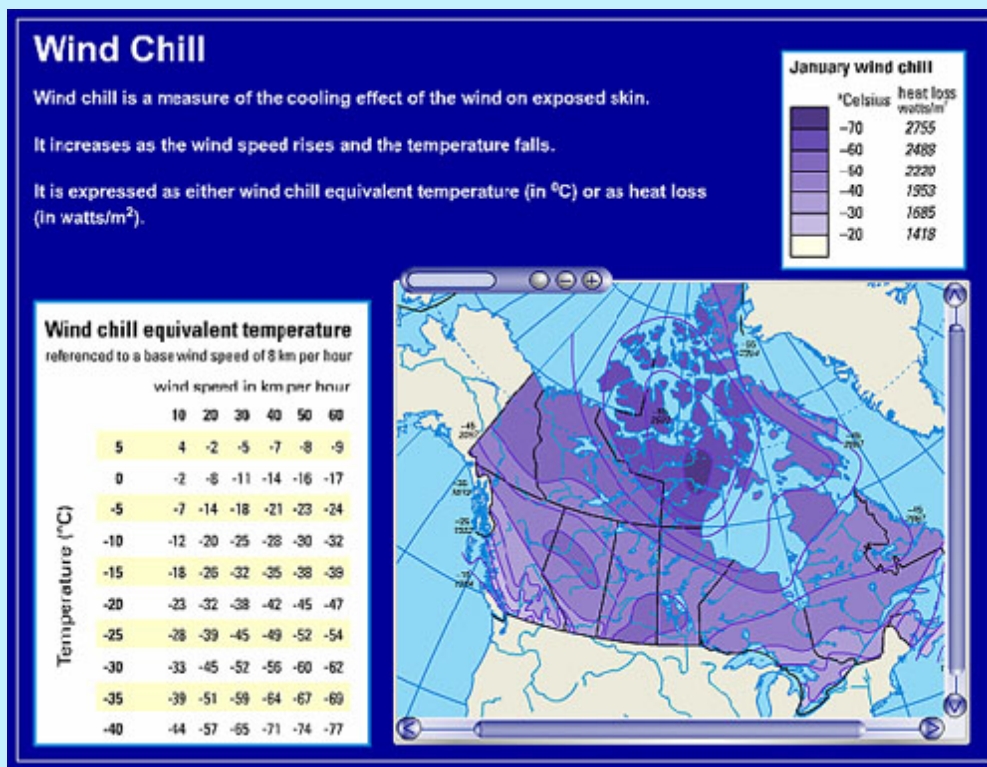 Wind Chill
Wind chill is a measure of the cooling effect of the wind on exposed skin.
It increases as the wind speed rises and the temperature falls.
It is expressed as either wind chill equivalent temperature (in ⁰C) or as heat loss
(in watts/m²).
January wind chill
°Celsius heat loss
watts/m²
-70 2755
-60 2488
-50 2220
-40 1953
-30 1685
-20 1418
Wind chill equivalent temperature
referenced to a base wind speed of 8 km per hour
wind speed in km per hour
10 20 30 40 50 60
5 4 -2 -5 -7 -8 -9
0 -2 -8 -11 -14 -16 -17
-5 -7 -14 -18 -21 -23 -24
-10 -12 -20 -25 -28 -30 -32
-15 -18 -26 -32 -35 -38 -39
-20 -23 -32 -38 -42 -45 -47
-25 -28 -39 -45 -49 -52 -54
-30 -33 -45 -52 -56 -60 -62
-35 -39 -51 -59 -64 -67 -69
-40 -44 -57 -65 -71 -74 -77
Temperature (°C)